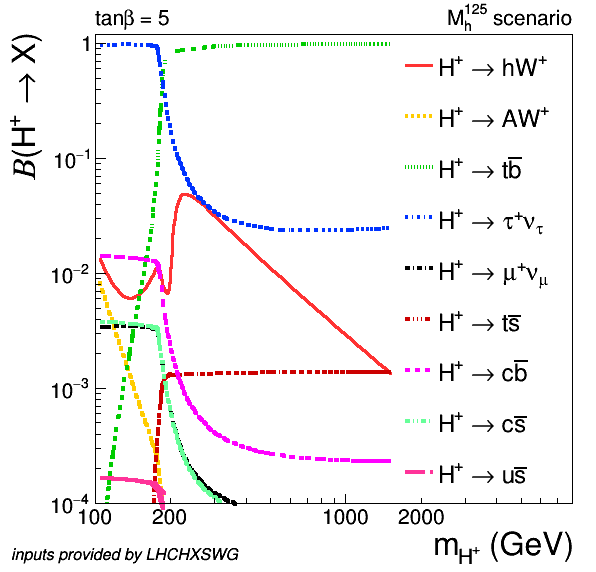 tanβ = 5
M_h^125 scenario
B(H⁺ → X)
1
10⁻¹
10⁻²
10⁻³
10⁻⁴
H⁺ → hW⁺
H⁺ → AW⁺
H⁺ → tb̅
H⁺ → τ⁺ν_τ
H⁺ → μ⁺ν_μ
H⁺ → ts̅
H⁺ → cb̅
H⁺ → cs̅
H⁺ → us̅
100 200 1000 2000
m_H⁺ (GeV)
inputs provided by LHCHXSWG